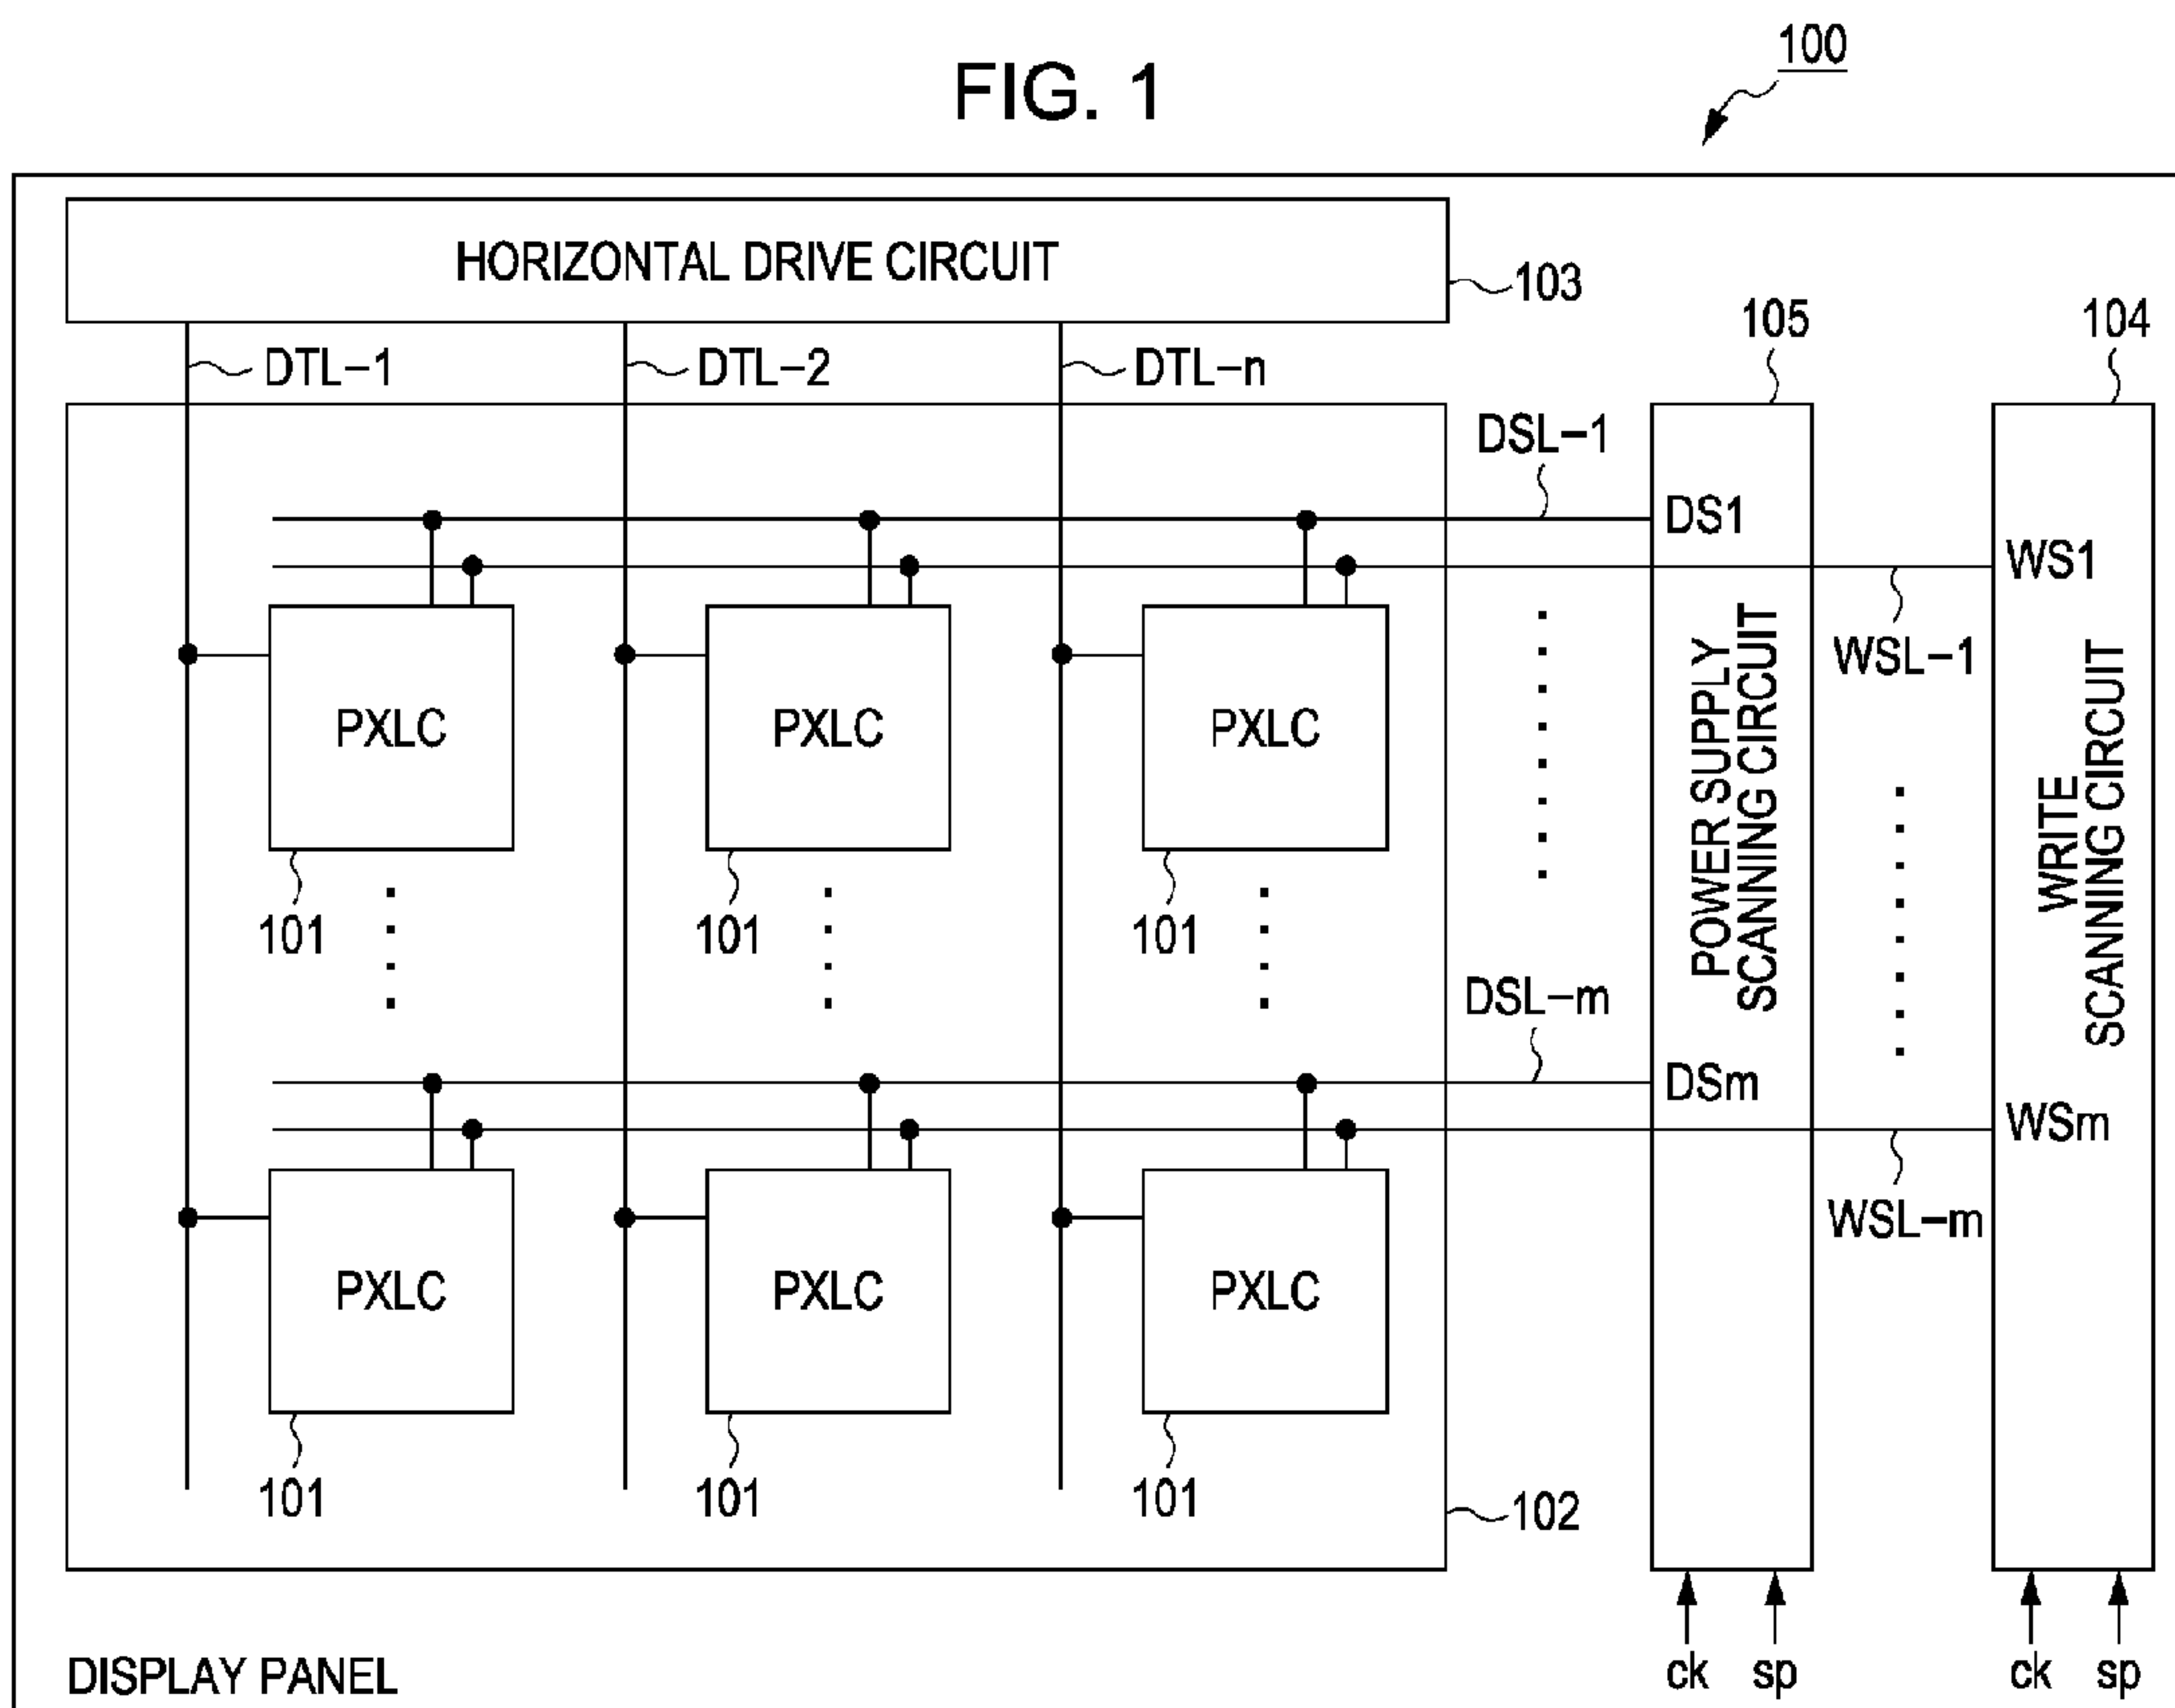 FIG. 1
100
HORIZONTAL DRIVE CIRCUIT
103
DTL-1
DTL-2
DTL-n
105
104
DSL-1
DS1
WS1
WSL-1
PXLC
PXLC
PXLC
101
101
101
POWER SUPPLY
SCANNING CIRCUIT
WRITE
SCANNING CIRCUIT
DSL-m
DSm
WSm
WSL-m
PXLC
PXLC
PXLC
101
101
101
102
DISPLAY PANEL
ck
sp
ck
sp